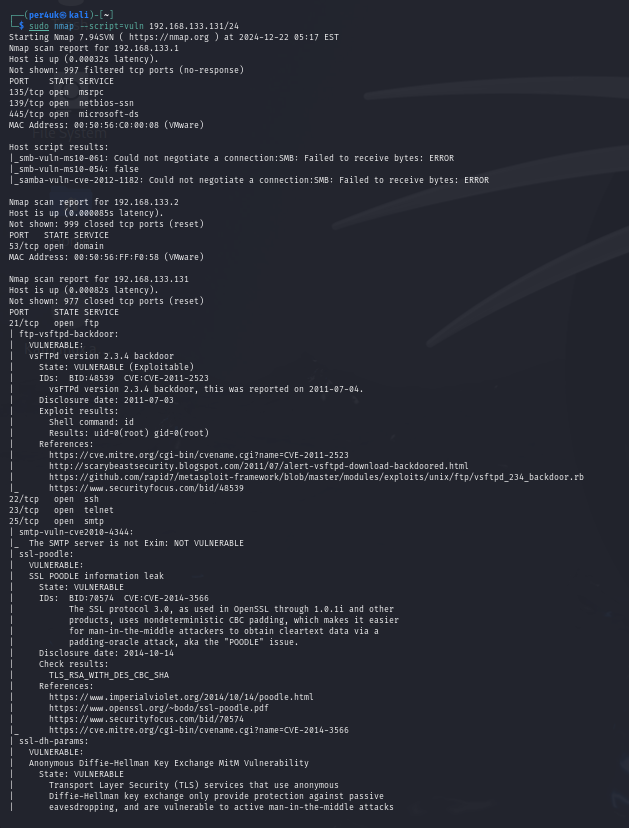 ┌──(per4uk㉿kali)-[~]
└─$ sudo nmap --script=vuln 192.168.133.131/24
Starting Nmap 7.94SVN ( https://nmap.org ) at 2024-12-22 05:17 EST
Nmap scan report for 192.168.133.1
Host is up (0.00032s latency).
Not shown: 997 filtered tcp ports (no-response)
PORT    STATE SERVICE
135/tcp open  msrpc
139/tcp open  netbios-ssn
445/tcp open  microsoft-ds
MAC Address: 00:50:56:C0:00:08 (VMware)
File System
Host script results:
|_smb-vuln-ms10-061: Could not negotiate a connection:SMB: Failed to receive bytes: ERROR
|_smb-vuln-ms10-054: false
|_samba-vuln-cve-2012-1182: Could not negotiate a connection:SMB: Failed to receive bytes: ERROR

Nmap scan report for 192.168.133.2
Host is up (0.000085s latency).
Not shown: 999 closed tcp ports (reset)
PORT   STATE SERVICE
53/tcp open  domain
MAC Address: 00:50:56:FF:F0:58 (VMware)

Nmap scan report for 192.168.133.131
Host is up (0.00082s latency).
Not shown: 977 closed tcp ports (reset)
PORT     STATE SERVICE
21/tcp   open  ftp
| ftp-vsftpd-backdoor:
|   VULNERABLE:
|   vsFTPd version 2.3.4 backdoor
|     State: VULNERABLE (Exploitable)
|     IDs:  BID:48539  CVE:CVE-2011-2523
|       vsFTPd version 2.3.4 backdoor, this was reported on 2011-07-04.
|     Disclosure date: 2011-07-03
|     Exploit results:
|       Shell command: id
|       Results: uid=0(root) gid=0(root)
|     References:
|       https://cve.mitre.org/cgi-bin/cvename.cgi?name=CVE-2011-2523
|       http://scarybeastsecurity.blogspot.com/2011/07/alert-vsftpd-download-backdoored.html
|       https://github.com/rapid7/metasploit-framework/blob/master/modules/exploits/unix/ftp/vsftpd_234_backdoor.rb
|_      https://www.securityfocus.com/bid/48539
22/tcp   open  ssh
23/tcp   open  telnet
25/tcp   open  smtp
| smtp-vuln-cve2010-4344:
|_  The SMTP server is not Exim: NOT VULNERABLE
| ssl-poodle:
|   VULNERABLE:
|   SSL POODLE information leak
|     State: VULNERABLE
|     IDs:  BID:70574  CVE:CVE-2014-3566
|           The SSL protocol 3.0, as used in OpenSSL through 1.0.1i and other
|           products, uses nondeterministic CBC padding, which makes it easier
|           for man-in-the-middle attackers to obtain cleartext data via a
|           padding-oracle attack, aka the "POODLE" issue.
|     Disclosure date: 2014-10-14
|     Check results:
|       TLS_RSA_WITH_DES_CBC_SHA
|     References:
|       https://www.imperialviolet.org/2014/10/14/poodle.html
|       https://www.openssl.org/~bodo/ssl-poodle.pdf
|       https://www.securityfocus.com/bid/70574
|_      https://cve.mitre.org/cgi-bin/cvename.cgi?name=CVE-2014-3566
| ssl-dh-params:
|   VULNERABLE:
|   Anonymous Diffie-Hellman Key Exchange MitM Vulnerability
|     State: VULNERABLE
|       Transport Layer Security (TLS) services that use anonymous
|       Diffie-Hellman key exchange only provide protection against passive
|       eavesdropping, and are vulnerable to active man-in-the-middle attacks